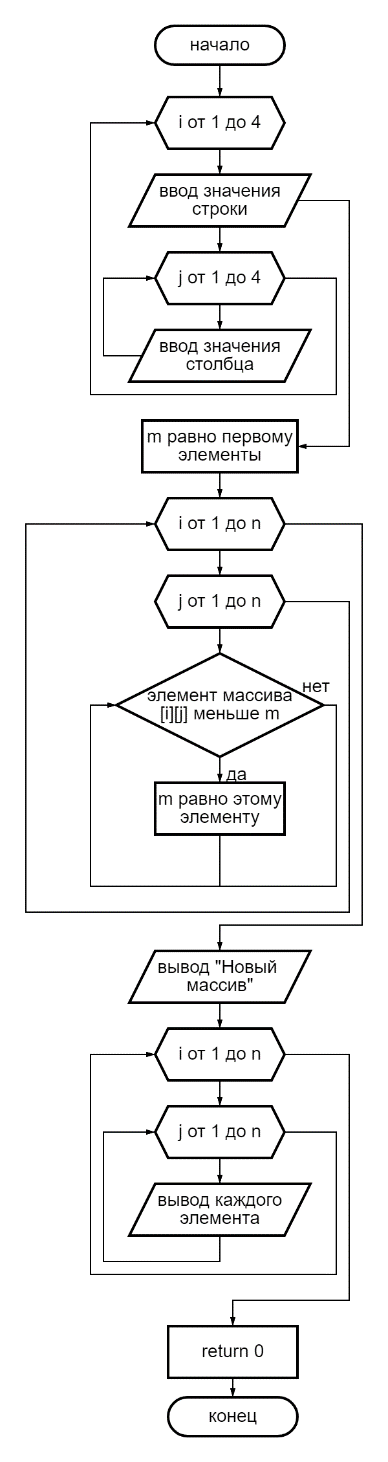 начало
i от 1 до 4
ввод значения
строки
j от 1 до 4
ввод значения
столбца
m равно первому
элементы
i от 1 до n
j от 1 до n
элемент массива
[i][j] меньше m
нет
да
m равно этому
элементу
вывод "Новый
массив"
i от 1 до n
j от 1 до n
вывод каждого
элемента
return 0
конец